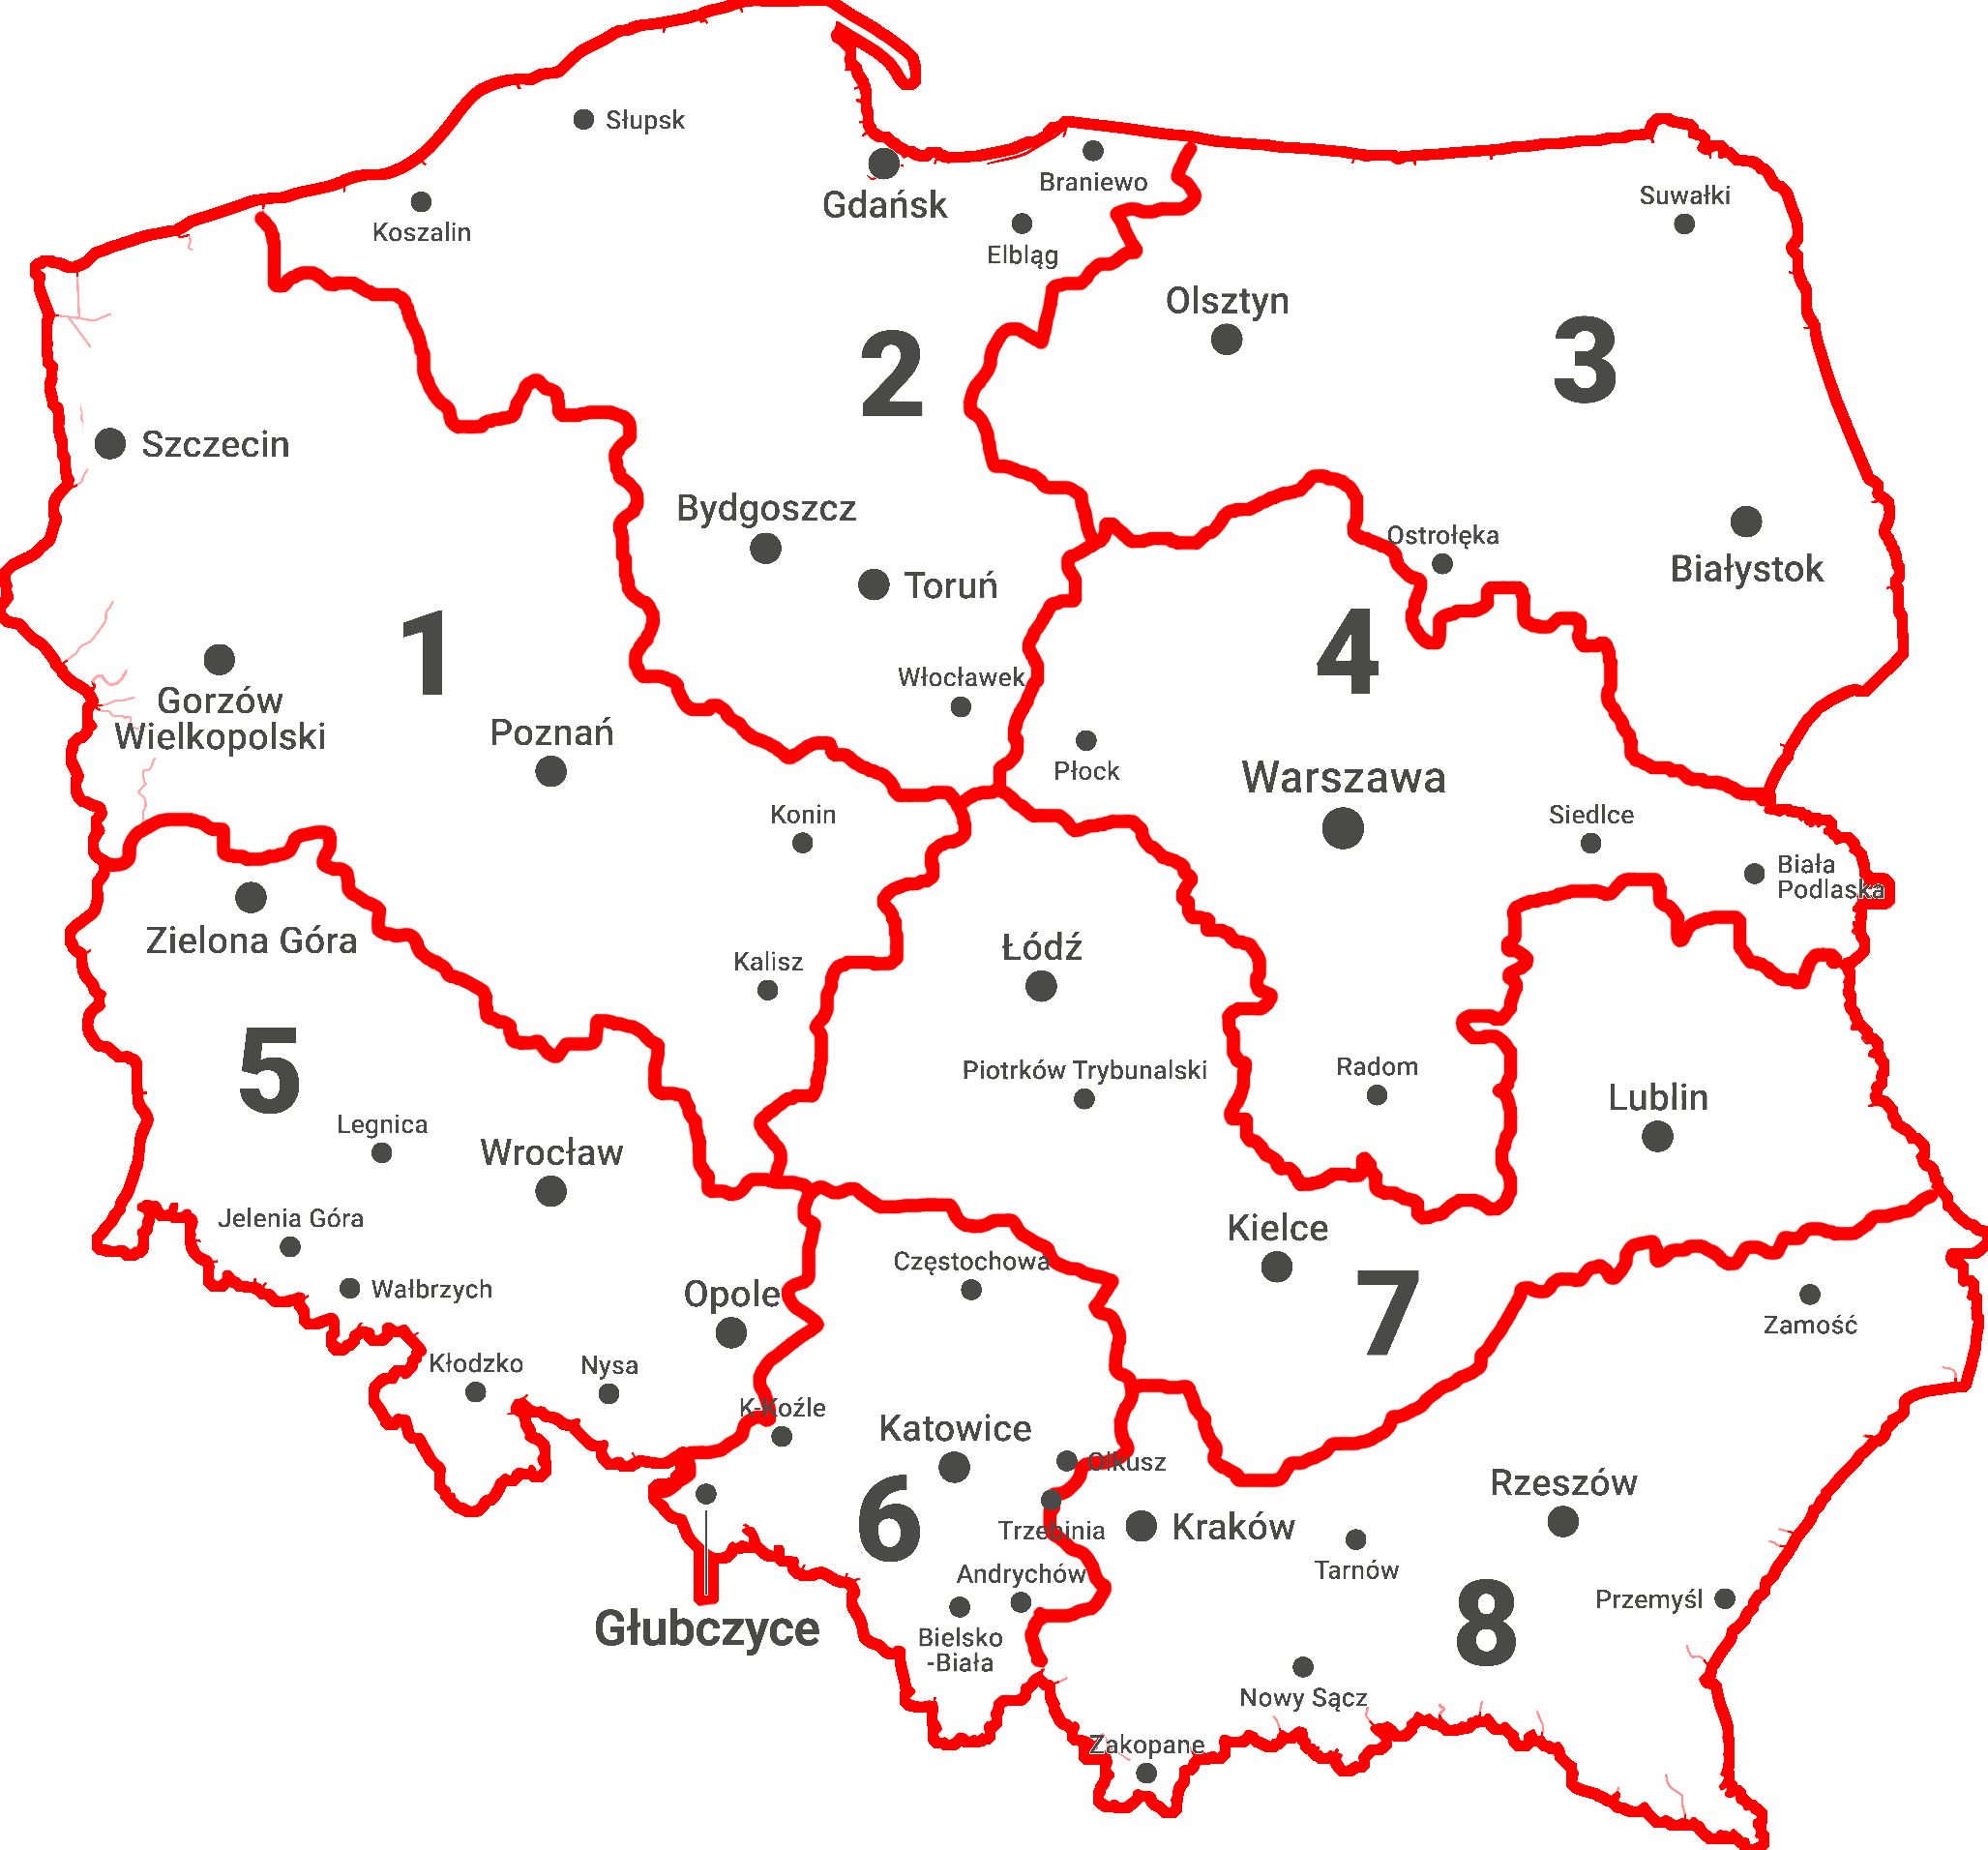 Słupsk
Braniewo
Gdańsk
Suwałki
Koszalin
Elbląg
Olsztyn
2
3
Szczecin
Bydgoszcz
Ostrołęka
Toruń
Białystok
1
4
Włocławek
Gorzów
Wielkopolski
Poznań
Płock
Warszawa
Konin
Siedlce
Biała
Podlaska
Zielona Góra
Łódź
Kalisz
5
Piotrków Trybunalski
Radom
Lublin
Legnica
Wrocław
Jelenia Góra
Kielce
Częstochowa
Wałbrzych
Opole
7
Zamość
Kłodzko
Nysa
K-Koźle
Katowice
Olkusz
Rzeszów
6
Trzebinia
Kraków
Tarnów
Andrychów
Przemyśl
Głubczyce
8
Bielsko
-Biała
Nowy Sącz
Zakopane